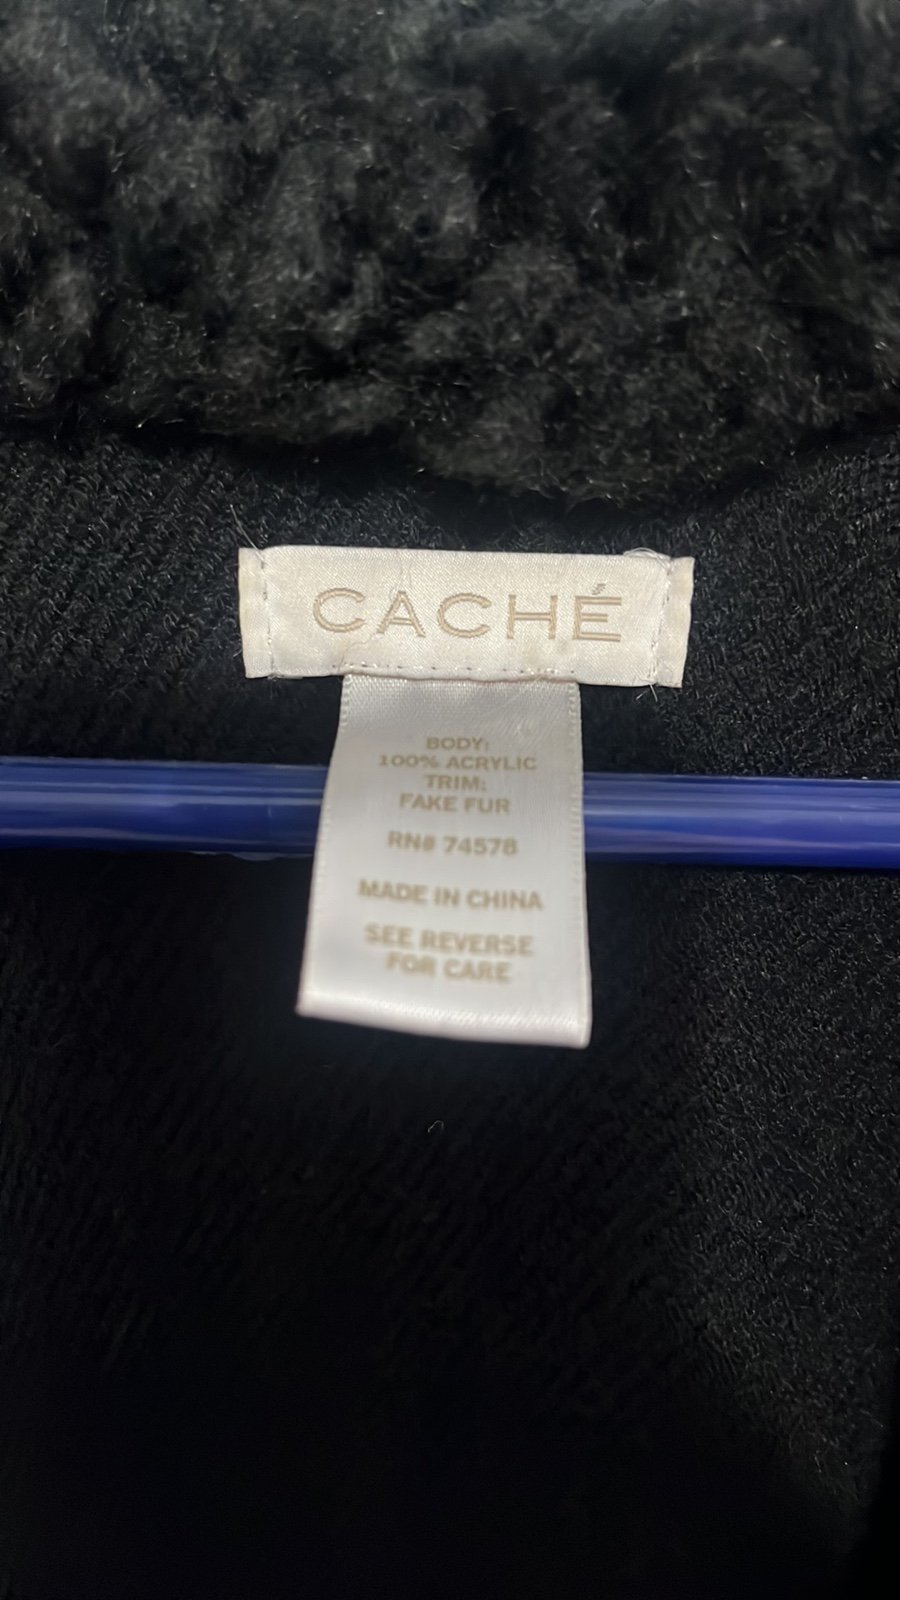 CACHÉ
BODY:
100% ACRYLIC
TRIM:
FAKE FUR
RN# 74578
MADE IN CHINA
SEE REVERSE
FOR CARE